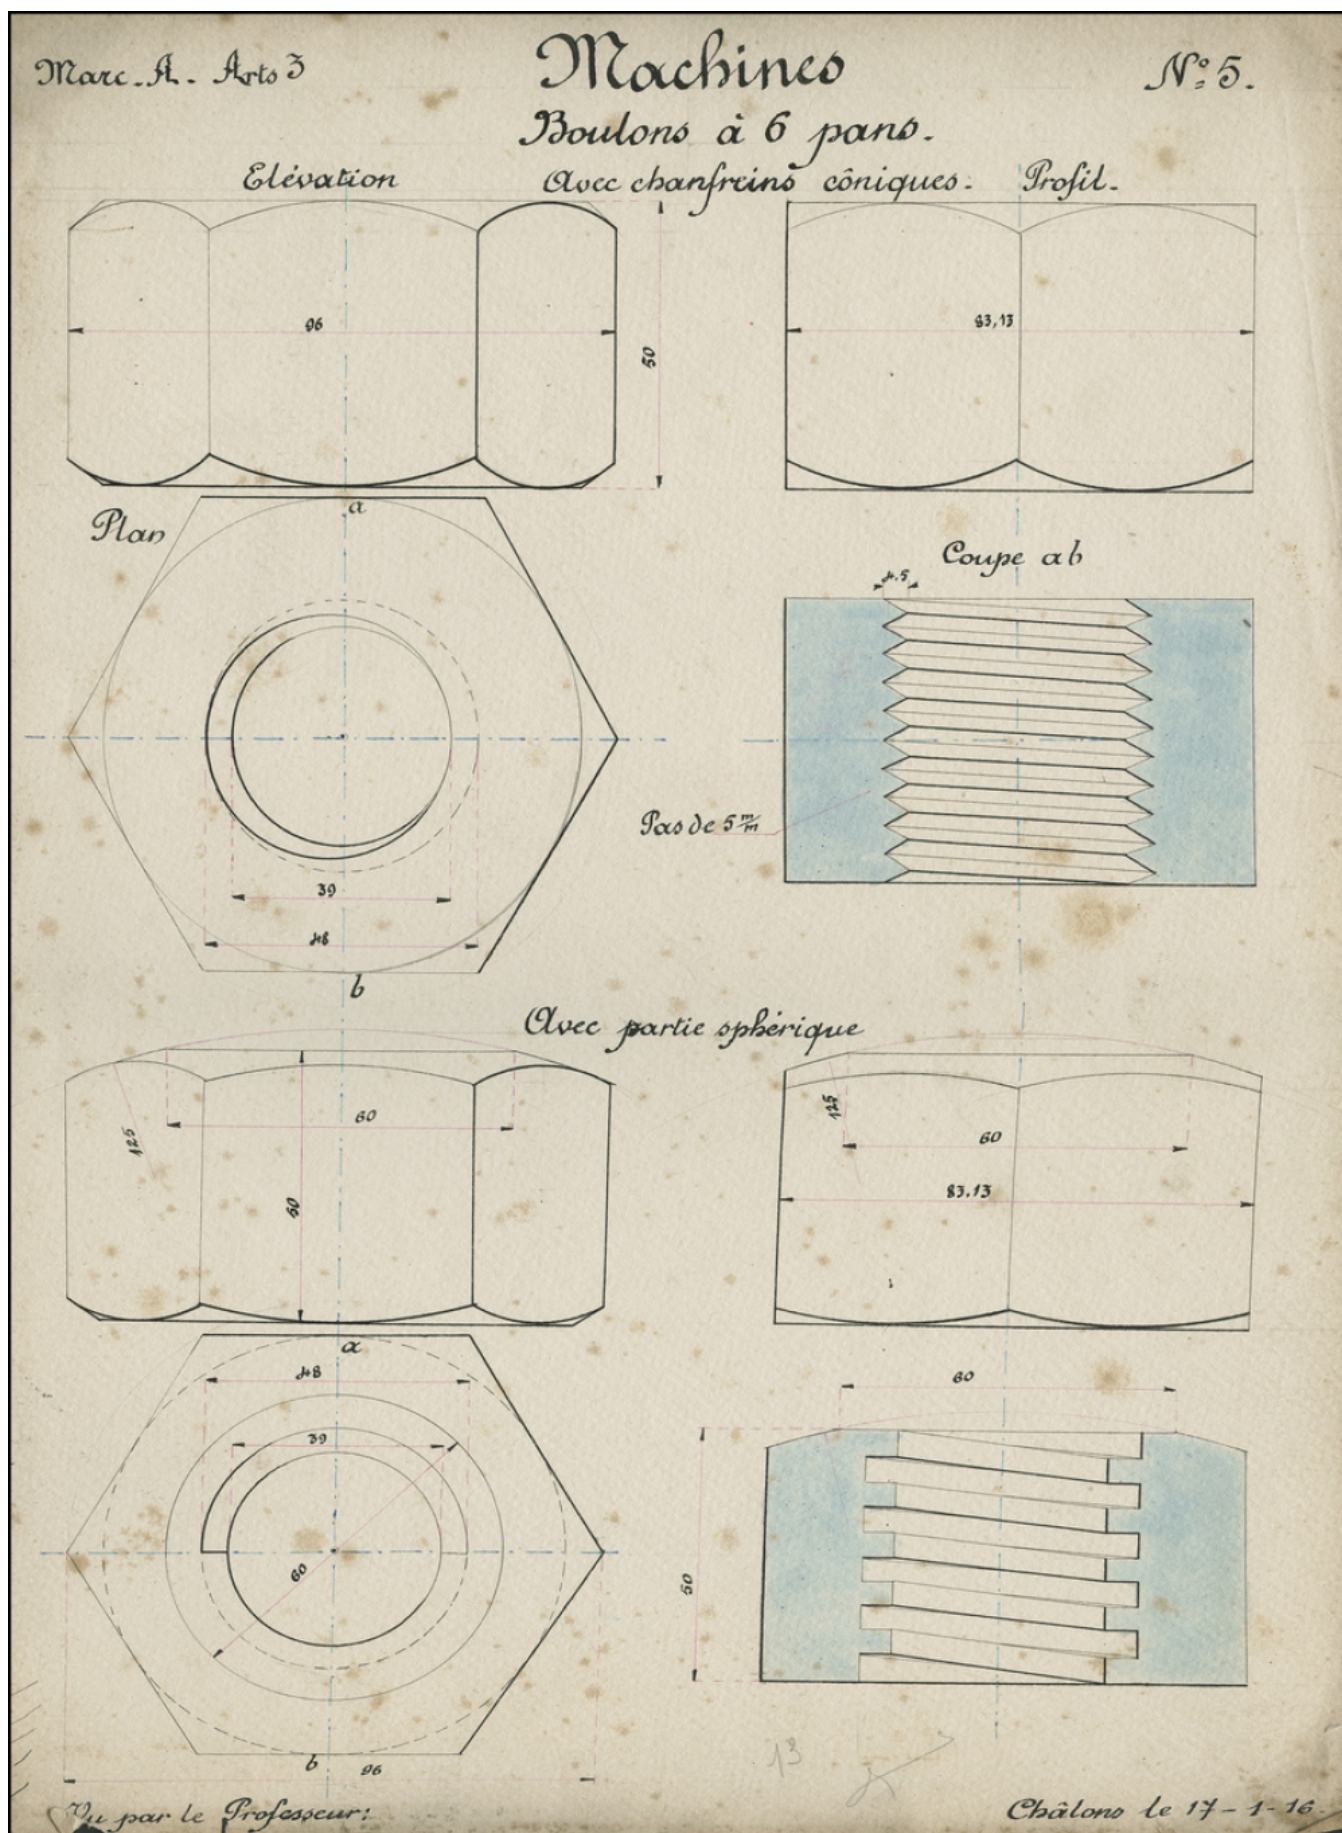 Marc. A. Arts 3
Machines
N° 5.
Boulons à 6 pans.
Elévation
Avec chanfreins côniques.
Profil.
96
50
83,13
Plan
a
Coupe ab
4.5
Pas de 5 m/m
39
48
b
Avec partie sphérique
125
60
50
125
60
83.13
a
48
60
39
60
50
b
96
13
Vu par le Professeur:
Châlons le 17-1-16.